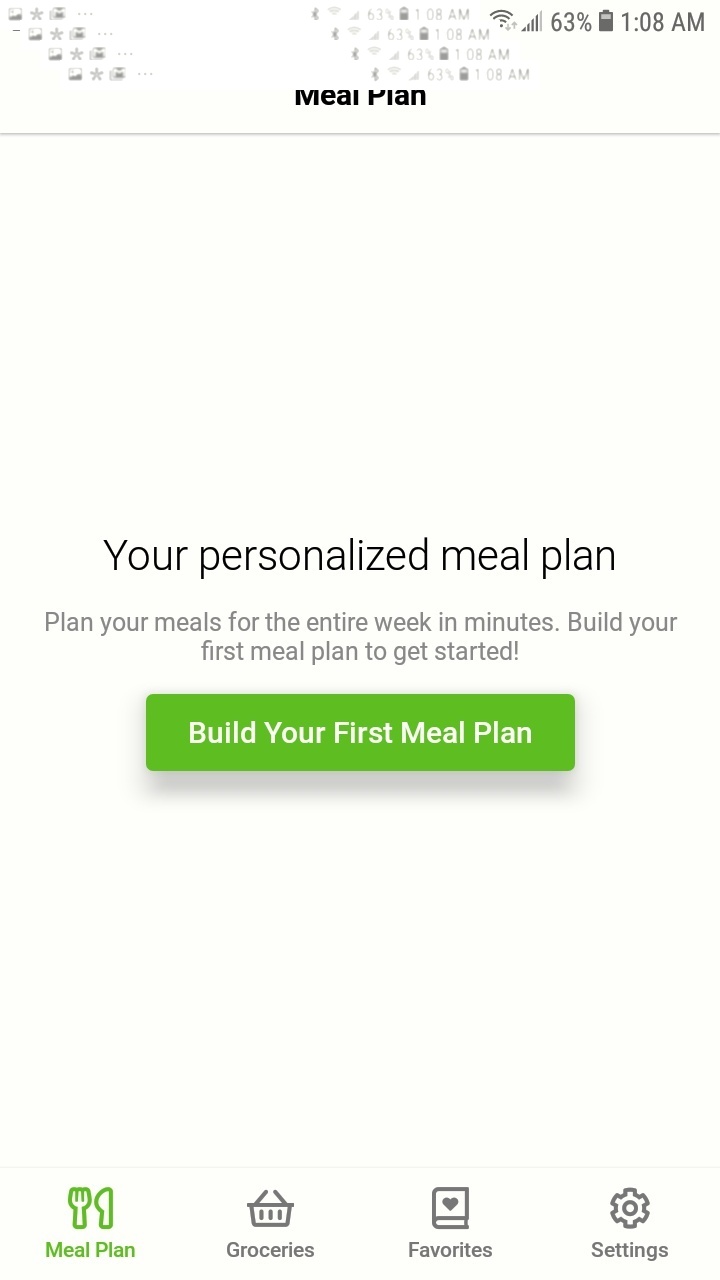 63% 1:08 AM
63% 1 08 AM
63% 1 08 AM
63% 1 08 AM
63% 1 08 AM
Meal Plan
Your personalized meal plan
Plan your meals for the entire week in minutes. Build your
first meal plan to get started!
Build Your First Meal Plan
Meal Plan
Groceries
Favorites
Settings